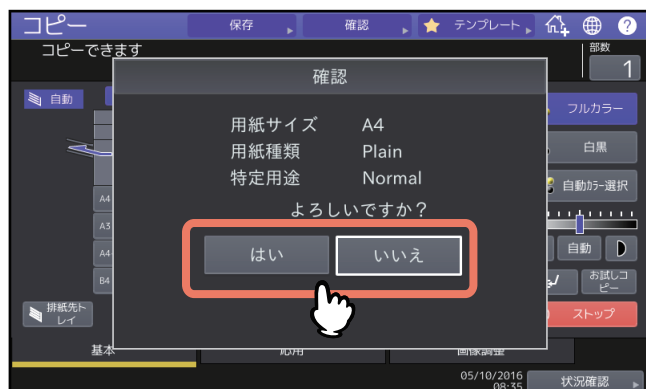 コピー
保存
確認
テンプレート
?
コピーできます
部数
1
自動
確認
用紙サイズ A4
用紙種類 Plain
特定用途 Normal
よろしいですか？
はい
いいえ
A4
A3
A4
B4
排紙先ト
レイ
フルカラー
白黒
自動カラー選択
自動
お試しコ
ピー
ストップ
基本
応用
画像調整
05/10/2016
08:35
状況確認